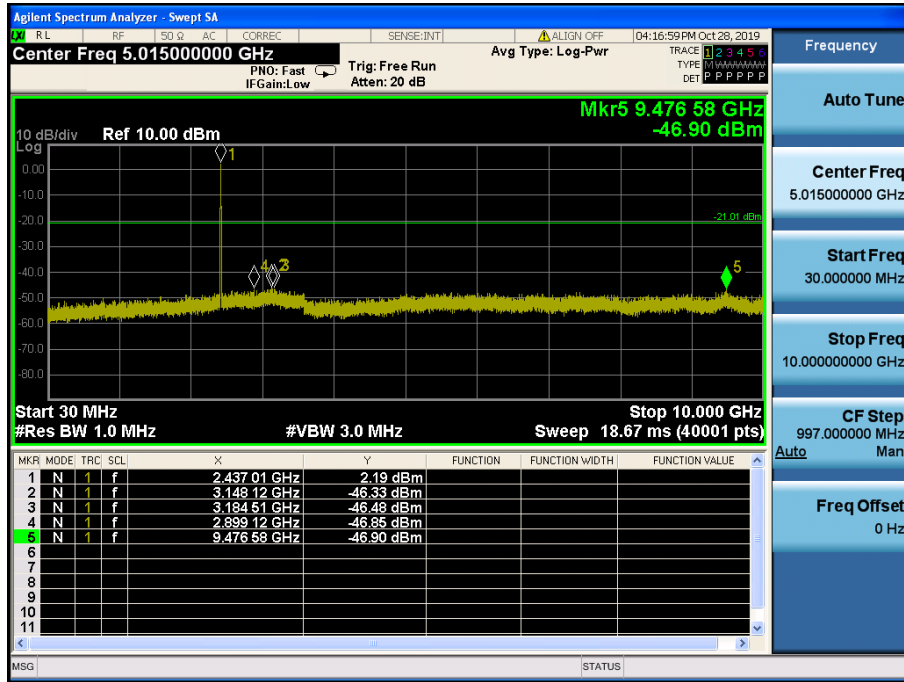 Agilent Spectrum Analyzer - Swept SA
LXI RL RF 50 Ω AC CORREC SENSE:INT ALIGN OFF 04:16:59 PM Oct 28, 2019
Center Freq 5.015000000 GHz Avg Type: Log-Pwr TRACE 1 2 3 4 5 6
PNO: Fast Trig: Free Run TYPE M WWWWW
IFGain:Low Atten: 20 dB DET P P P P P P
Mkr5 9.476 58 GHz
-46.90 dBm
10 dB/div Ref 10.00 dBm
Log
1
0.00
-10.0
-20.0
-21.01 dBm
-30.0
-40.0
4 2 3 5
-50.0
-60.0
-70.0
-80.0
Start 30 MHz Stop 10.000 GHz
#Res BW 1.0 MHz #VBW 3.0 MHz Sweep 18.67 ms (40001 pts)
MKR MODE TRC SCL X Y FUNCTION FUNCTION WIDTH FUNCTION VALUE
1 N 1 f 2.437 01 GHz 2.19 dBm
2 N 1 f 3.148 12 GHz -46.33 dBm
3 N 1 f 3.184 51 GHz -46.48 dBm
4 N 1 f 2.899 12 GHz -46.85 dBm
5 N 1 f 9.476 58 GHz -46.90 dBm
6
7
8
9
10
11
MSG STATUS
Frequency
Auto Tune
Center Freq
5.015000000 GHz
Start Freq
30.000000 MHz
Stop Freq
10.000000000 GHz
CF Step
997.000000 MHz
Auto Man
Freq Offset
0 Hz